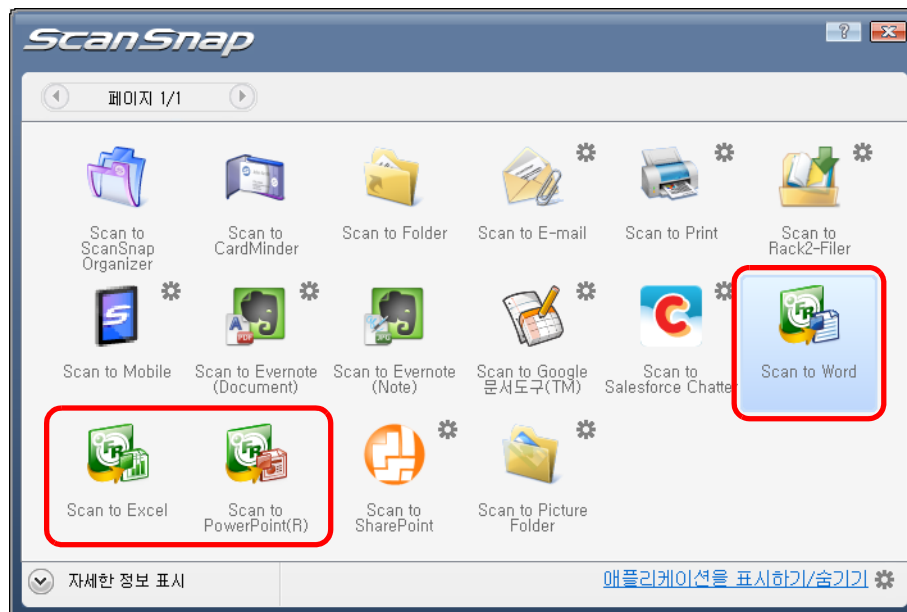 ScanSnap
페이지 1/1
Scan to
ScanSnap
Organizer
Scan to
CardMinder
Scan to Folder
Scan to E-mail
Scan to Print
Scan to
Rack2-Filer
Scan to Mobile
Scan to Evernote
(Document)
Scan to Evernote
(Note)
Scan to Google
문서도구(TM)
Scan to
Salesforce Chatter
Scan to Word
Scan to Excel
Scan to
PowerPoint(R)
Scan to
SharePoint
Scan to Picture
Folder
자세한 정보 표시
애플리케이션을 표시하기/숨기기